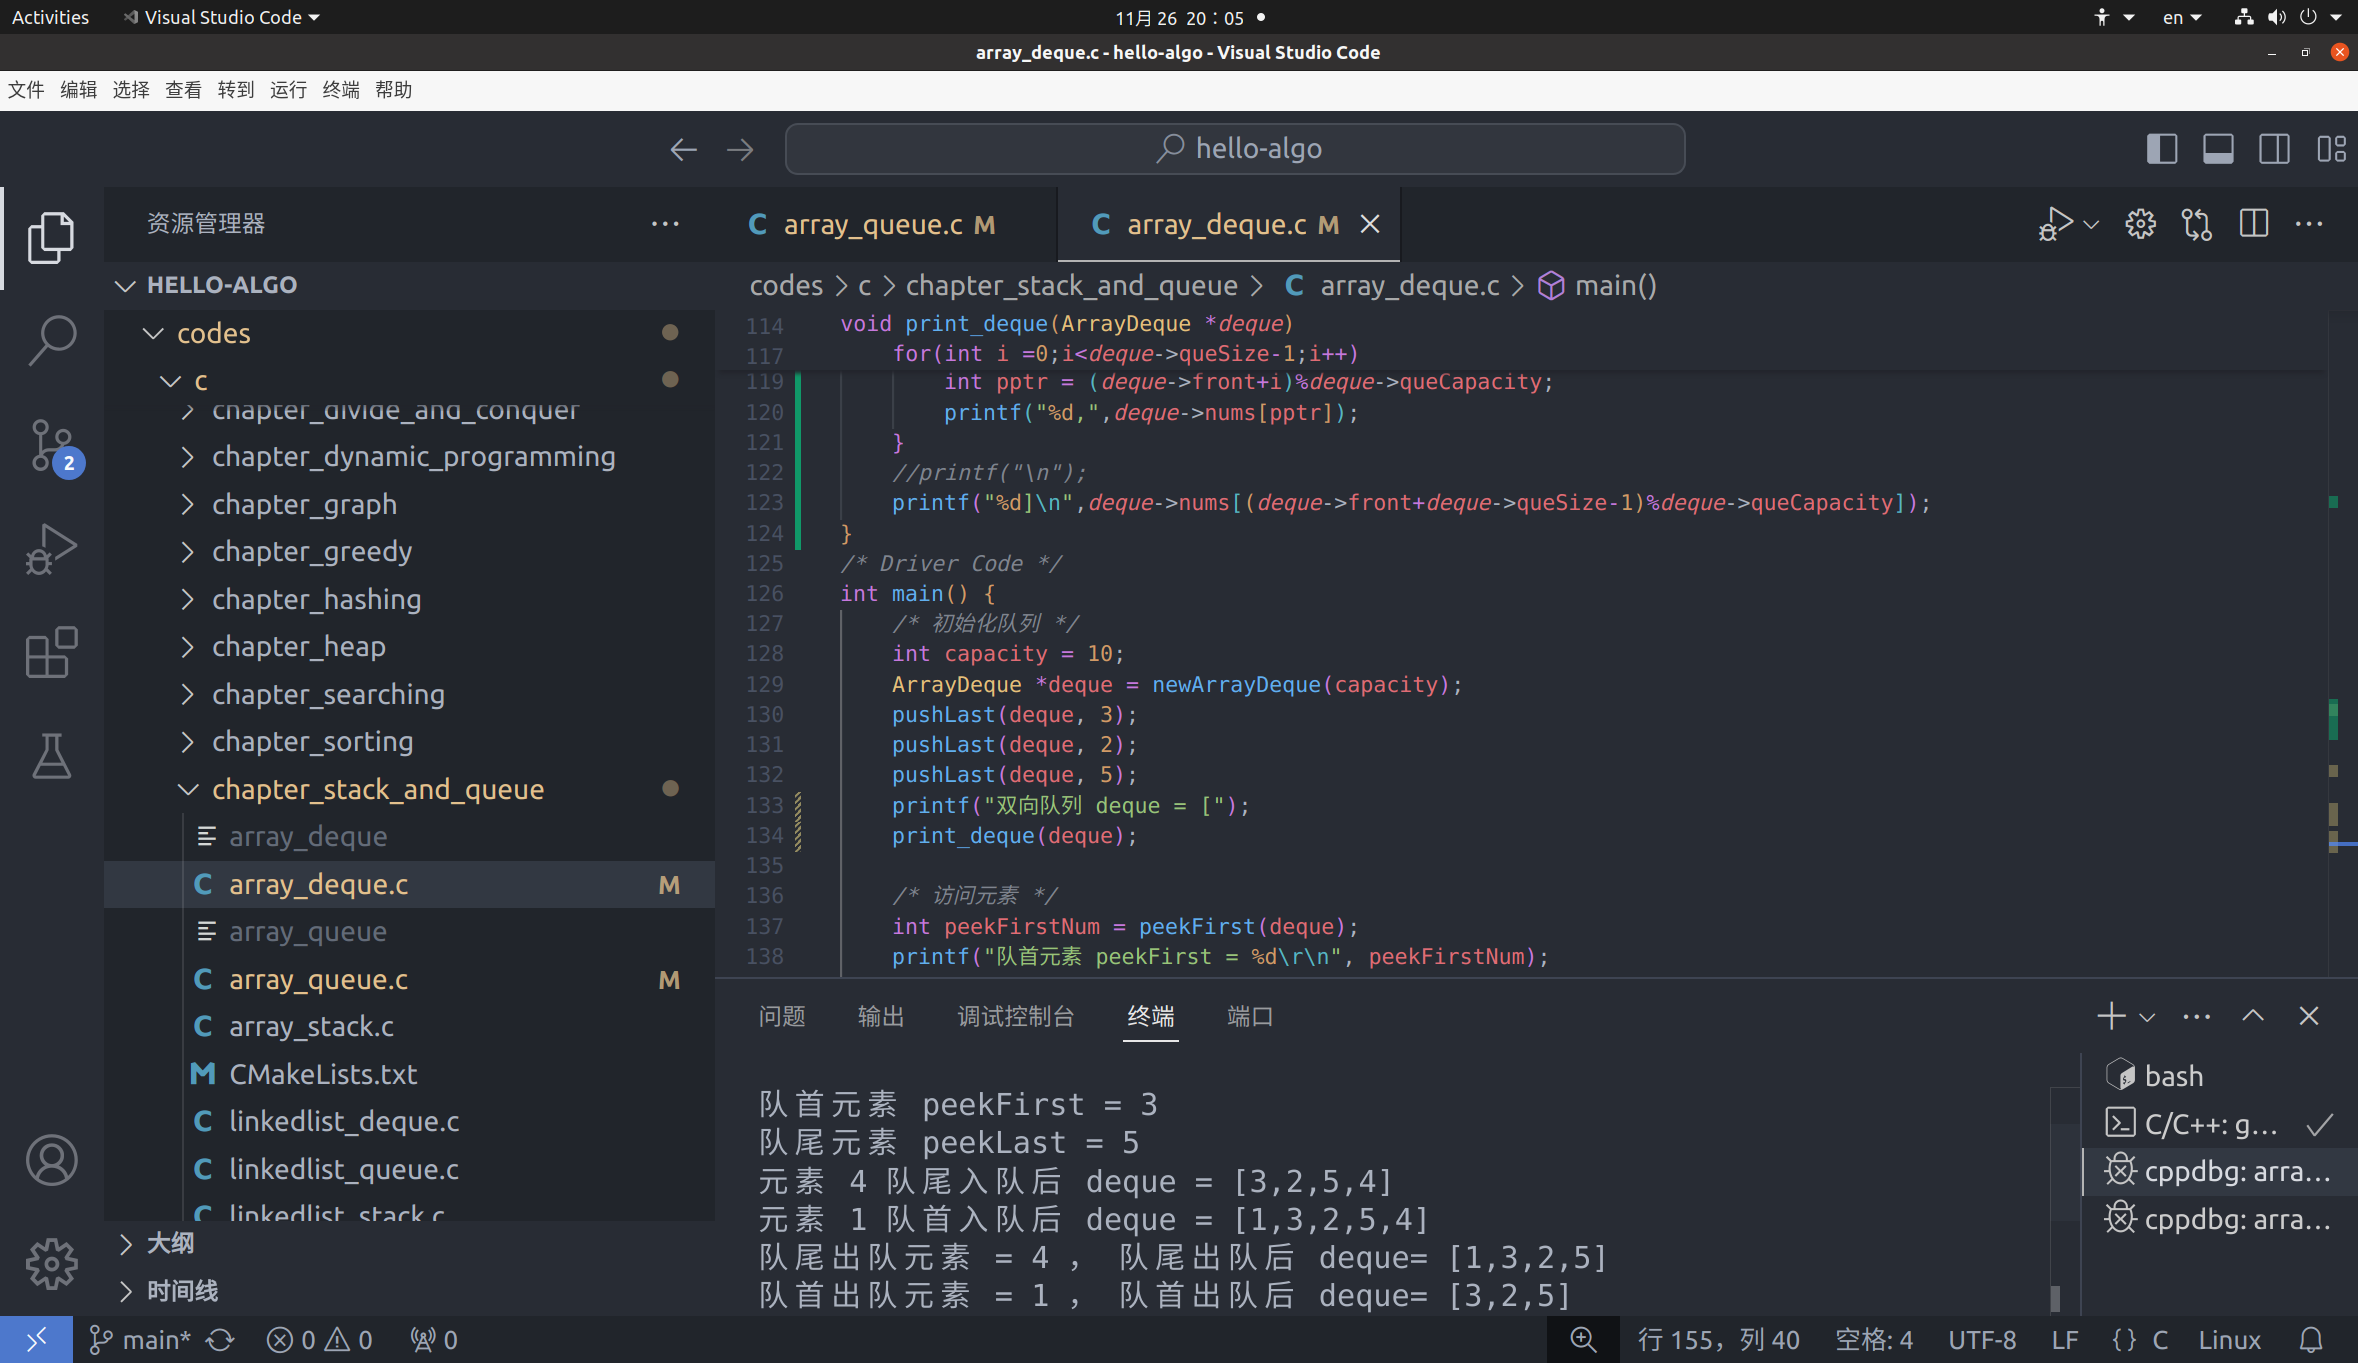 Activities Visual Studio Code 11月 26 20：05 en
array_deque.c - hello-algo - Visual Studio Code
文件 编辑 选择 查看 转到 运行 终端 帮助
hello-algo
资源管理器
HELLO-ALGO
codes
c
chapter_divide_and_conquer
chapter_dynamic_programming
chapter_graph
chapter_greedy
chapter_hashing
chapter_heap
chapter_searching
chapter_sorting
chapter_stack_and_queue
array_deque
array_deque.c M
array_queue
array_queue.c M
array_stack.c
CMakeLists.txt
linkedlist_deque.c
linkedlist_queue.c
linkedlist_stack.c
大纲
时间线
2
array_queue.c M array_deque.c M
codes > c > chapter_stack_and_queue > C array_deque.c > main()
114 void print_deque(ArrayDeque *deque)
117 for(int i =0;i<deque->queSize-1;i++)
119 int pptr = (deque->front+i)%deque->queCapacity;
120 printf("%d,",deque->nums[pptr]);
121 }
122 //printf("\n");
123 printf("%d]\n",deque->nums[(deque->front+deque->queSize-1)%deque->queCapacity]);
124 }
125 /* Driver Code */
126 int main() {
127 /* 初始化队列 */
128 int capacity = 10;
129 ArrayDeque *deque = newArrayDeque(capacity);
130 pushLast(deque, 3);
131 pushLast(deque, 2);
132 pushLast(deque, 5);
133 printf("双向队列 deque = [");
134 print_deque(deque);
135
136 /* 访问元素 */
137 int peekFirstNum = peekFirst(deque);
138 printf("队首元素 peekFirst = %d\r\n", peekFirstNum);
问题 输出 调试控制台 终端 端口
队首元素 peekFirst = 3
队尾元素 peekLast = 5
元素 4 队尾入队后 deque = [3,2,5,4]
元素 1 队首入队后 deque = [1,3,2,5,4]
队尾出队元素 = 4 ， 队尾出队后 deque= [1,3,2,5]
队首出队元素 = 1 ， 队首出队后 deque= [3,2,5]
bash
C/C++: g...
cppdbg: arra...
cppdbg: arra...
main* 0 0 0 行 155，列 40 空格: 4 UTF-8 LF {} C Linux